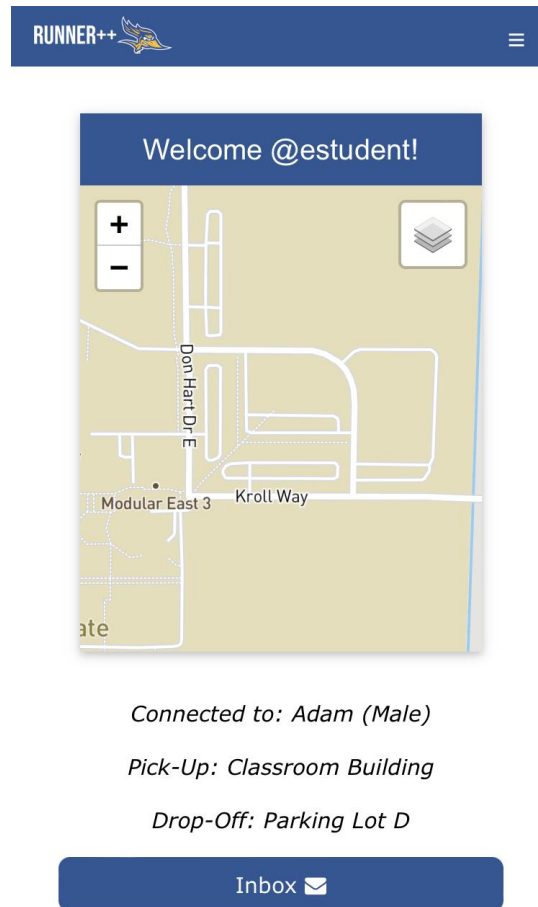 RUNNER++
Welcome @estudent!
+
−
Don Hart Dr E
Modular East 3
Kroll Way
ate
Connected to: Adam (Male)
Pick-Up: Classroom Building
Drop-Off: Parking Lot D
Inbox